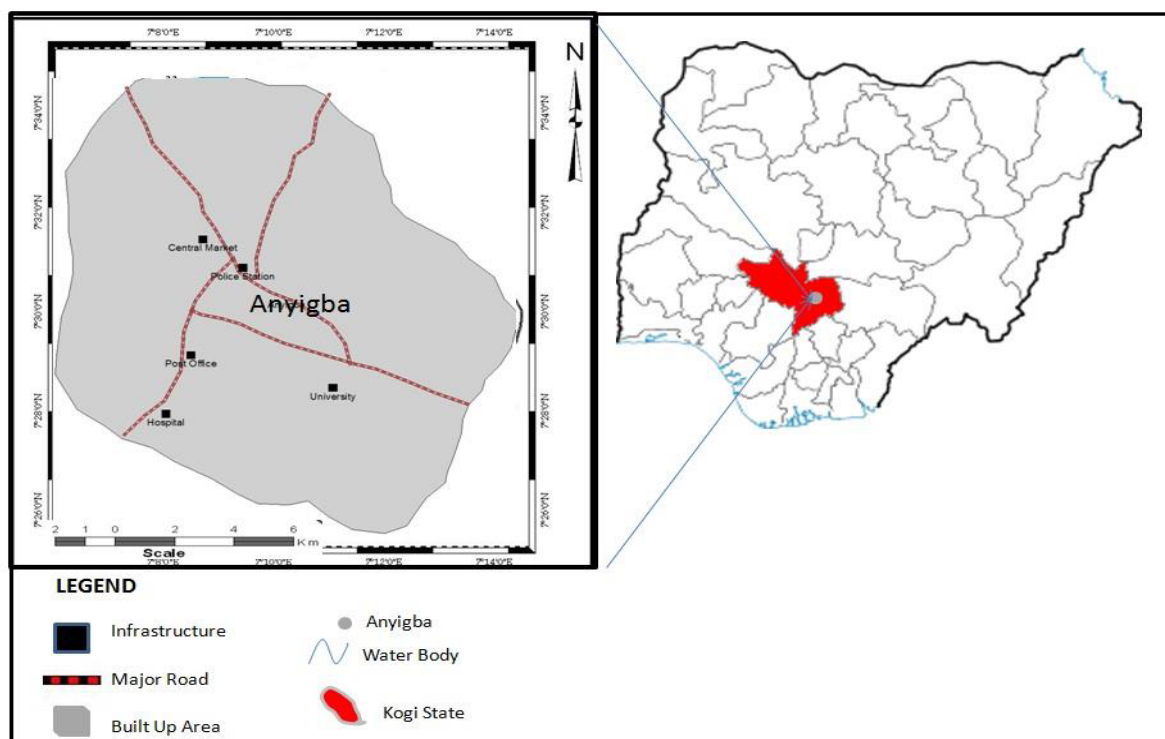 7°8'0"E 7°10'0"E 7°12'0"E 7°14'0"E
N
7°34'0"N 7°34'0"N
7°32'0"N 7°32'0"N
Central Market
Police Station
Anyigba
7°30'0"N 7°30'0"N
Post Office
University
7°28'0"N 7°28'0"N
Hospital
7°26'0"N 7°26'0"N
2 1 0 2 4 6
Km
Scale
7°8'0"E 7°10'0"E 7°12'0"E 7°14'0"E
LEGEND
Infrastructure
Major Road
Built Up Area
Anyigba
Water Body
Kogi State